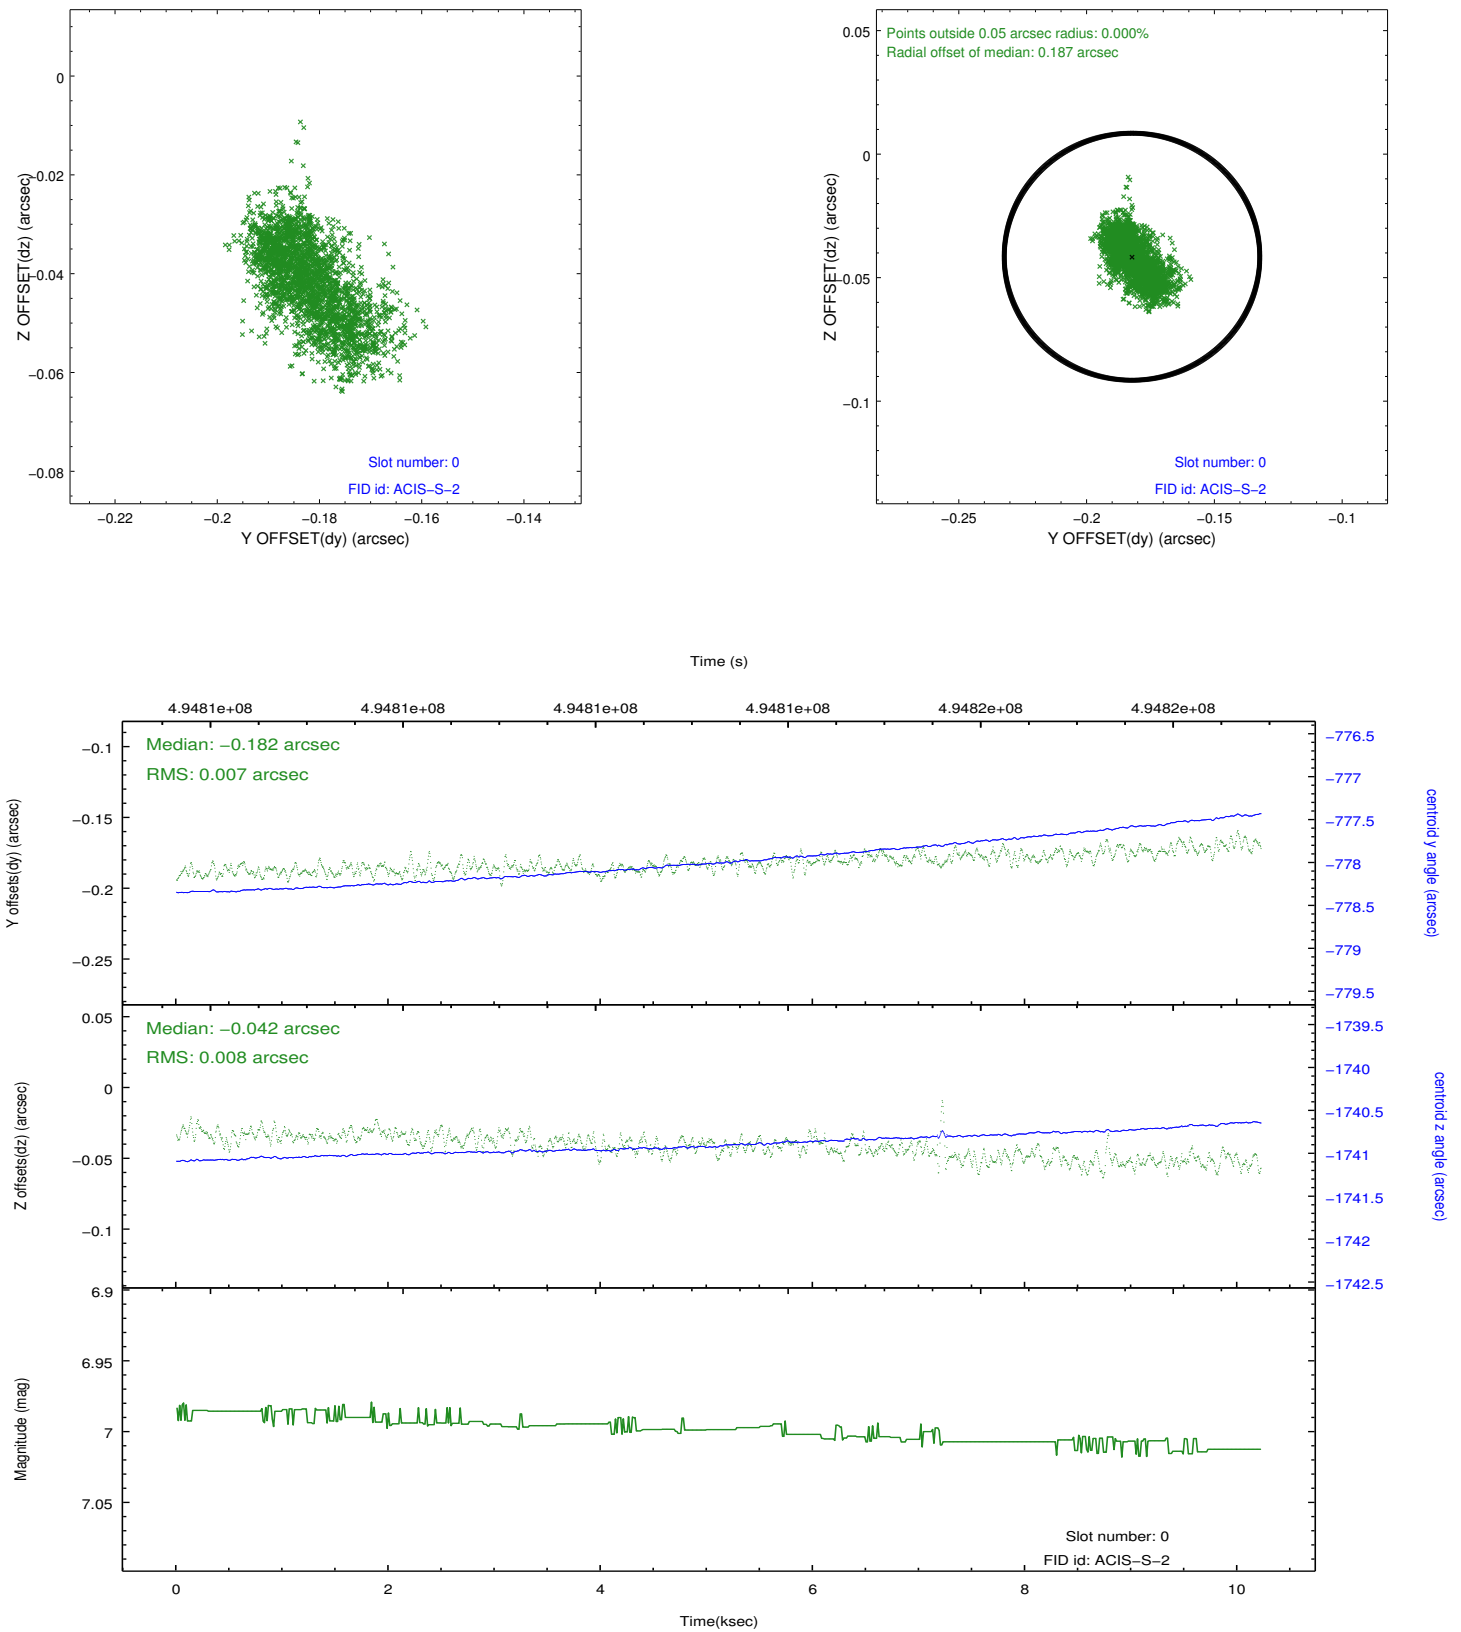 0
−0.02
−0.04
−0.06
−0.08
Z OFFSET(dz) (arcsec)
Slot number: 0
FID id: ACIS−S−2
−0.22
−0.2
−0.18
−0.16
−0.14
Y OFFSET(dy) (arcsec)
Points outside 0.05 arcsec radius: 0.000%
Radial offset of median: 0.187 arcsec
0.05
0
−0.05
−0.1
Z OFFSET(dz) (arcsec)
Slot number: 0
FID id: ACIS−S−2
−0.25
−0.2
−0.15
−0.1
Y OFFSET(dy) (arcsec)
Time (s)
4.9481e+08
4.9481e+08
4.9481e+08
4.9481e+08
4.9482e+08
4.9482e+08
Median: −0.182 arcsec
RMS: 0.007 arcsec
−0.1
−0.15
−0.2
−0.25
Y offsets(dy) (arcsec)
−776.5
−777
−777.5
−778
−778.5
−779
−779.5
centroid y angle (arcsec)
Median: −0.042 arcsec
RMS: 0.008 arcsec
0.05
0
−0.05
−0.1
Z offsets(dz) (arcsec)
−1739.5
−1740
−1740.5
−1741
−1741.5
−1742
−1742.5
centroid z angle (arcsec)
6.9
6.95
7
7.05
Magnitude (mag)
Slot number: 0
FID id: ACIS−S−2
0
2
4
6
8
10
Time(ksec)